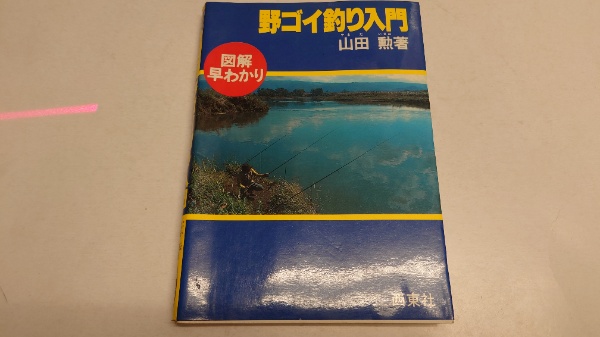 野ゴイ釣り入門
山田 勲著
図解
早わかり
西東社